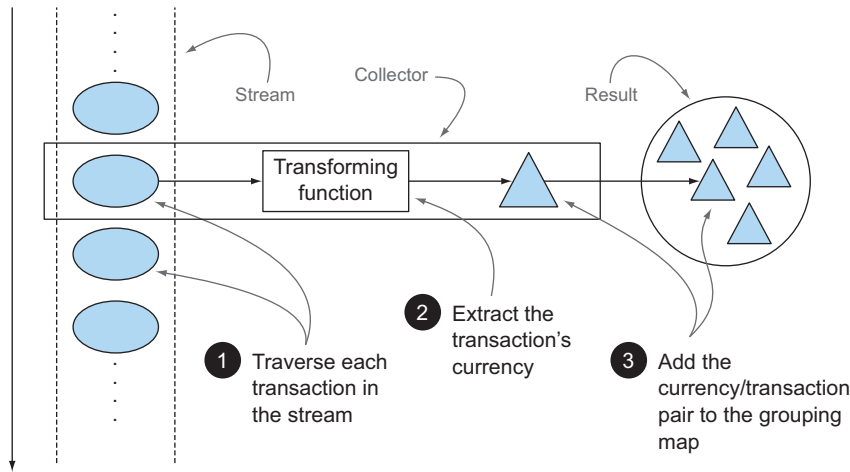 Stream
Collector
Result
Transforming
function
1 Traverse each
transaction in
the stream
2 Extract the
transaction’s
currency
3 Add the
currency/transaction
pair to the grouping
map